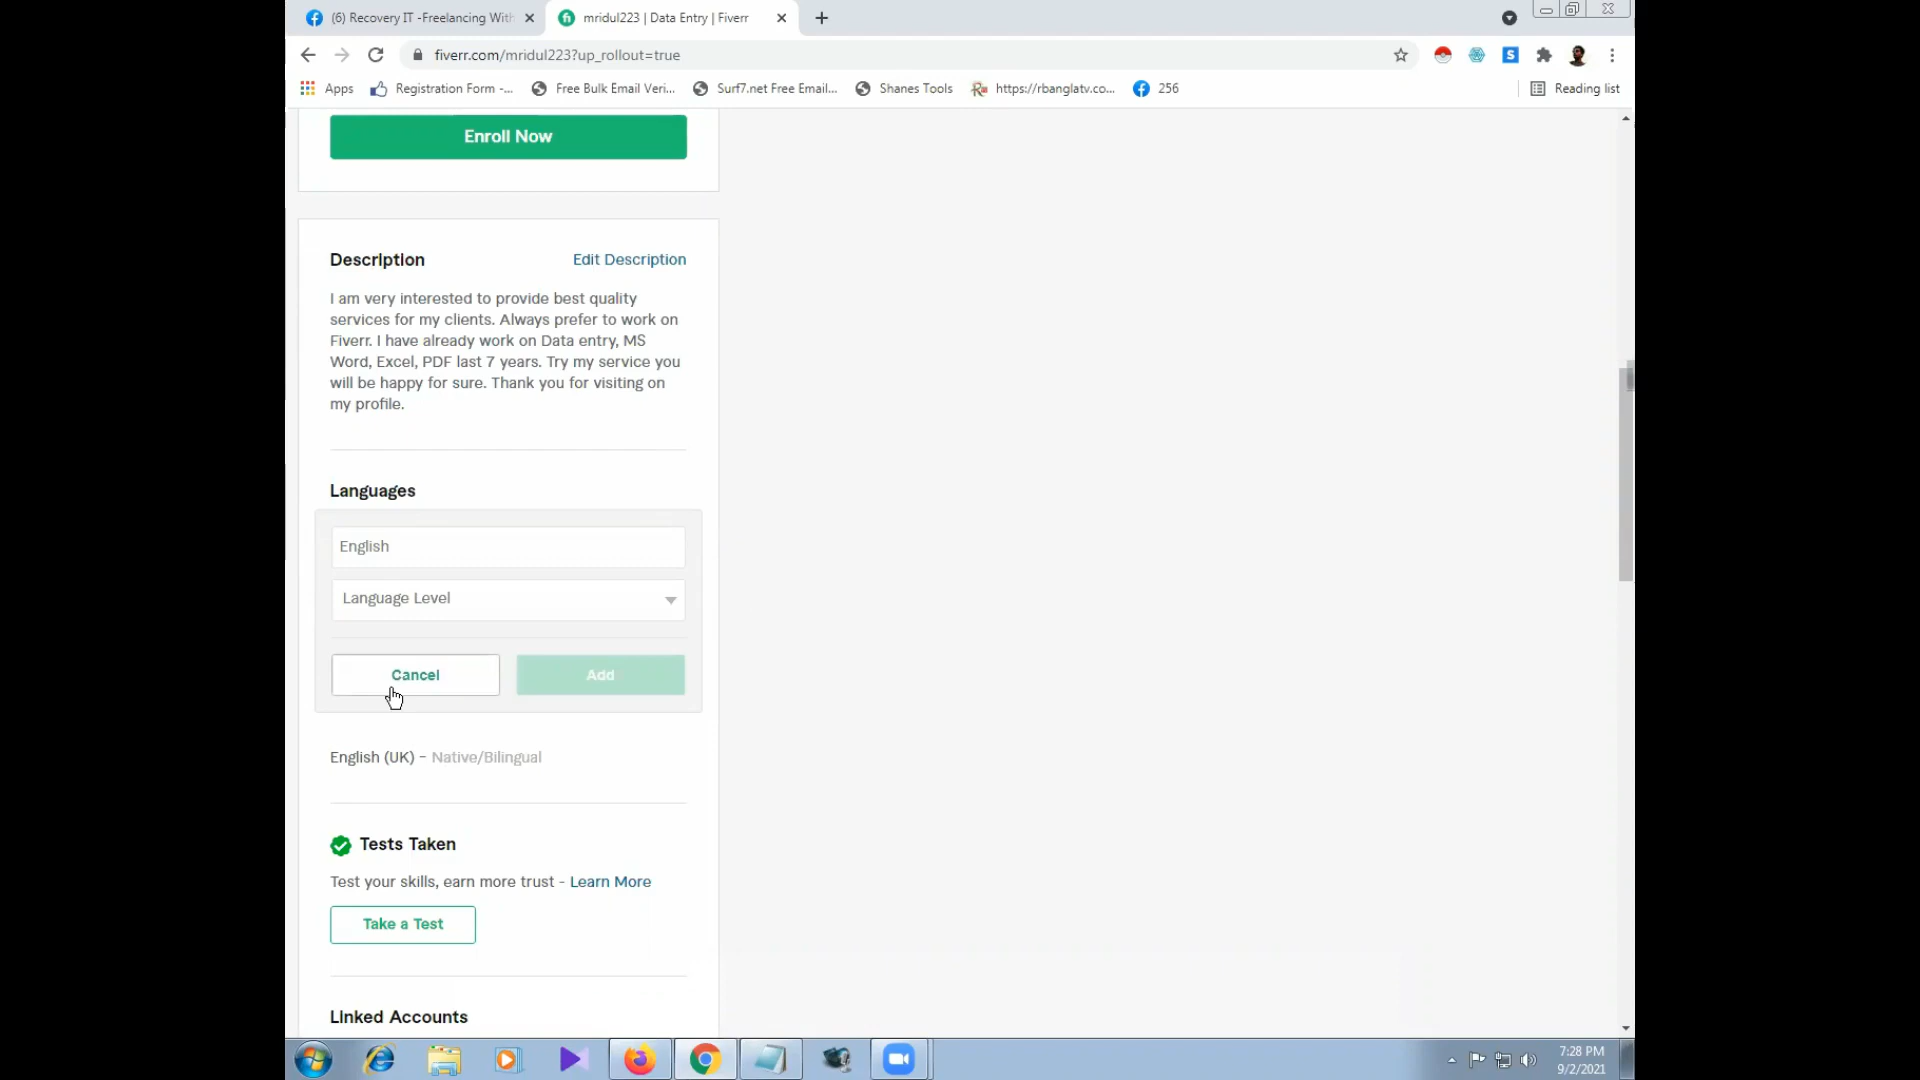 (6) Recovery IT -Freelancing With
mridul223 | Data Entry | Fiverr
fiverr.com/mridul223?up_rollout=true
Apps
Registration Form -...
Free Bulk Email Veri...
Surf7.net Free Email...
Shanes Tools
https://rbanglatv.co...
256
Reading list
Enroll Now
Description
Edit Description
I am very interested to provide best quality
services for my clients. Always prefer to work on
Fiverr. I have already work on Data entry, MS
Word, Excel, PDF last 7 years. Try my service you
will be happy for sure. Thank you for visiting on
my profile.
Languages
English
Language Level
Cancel
Add
English (UK) - Native/Bilingual
Tests Taken
Test your skills, earn more trust - Learn More
Take a Test
Linked Accounts
7:28 PM
9/2/2021